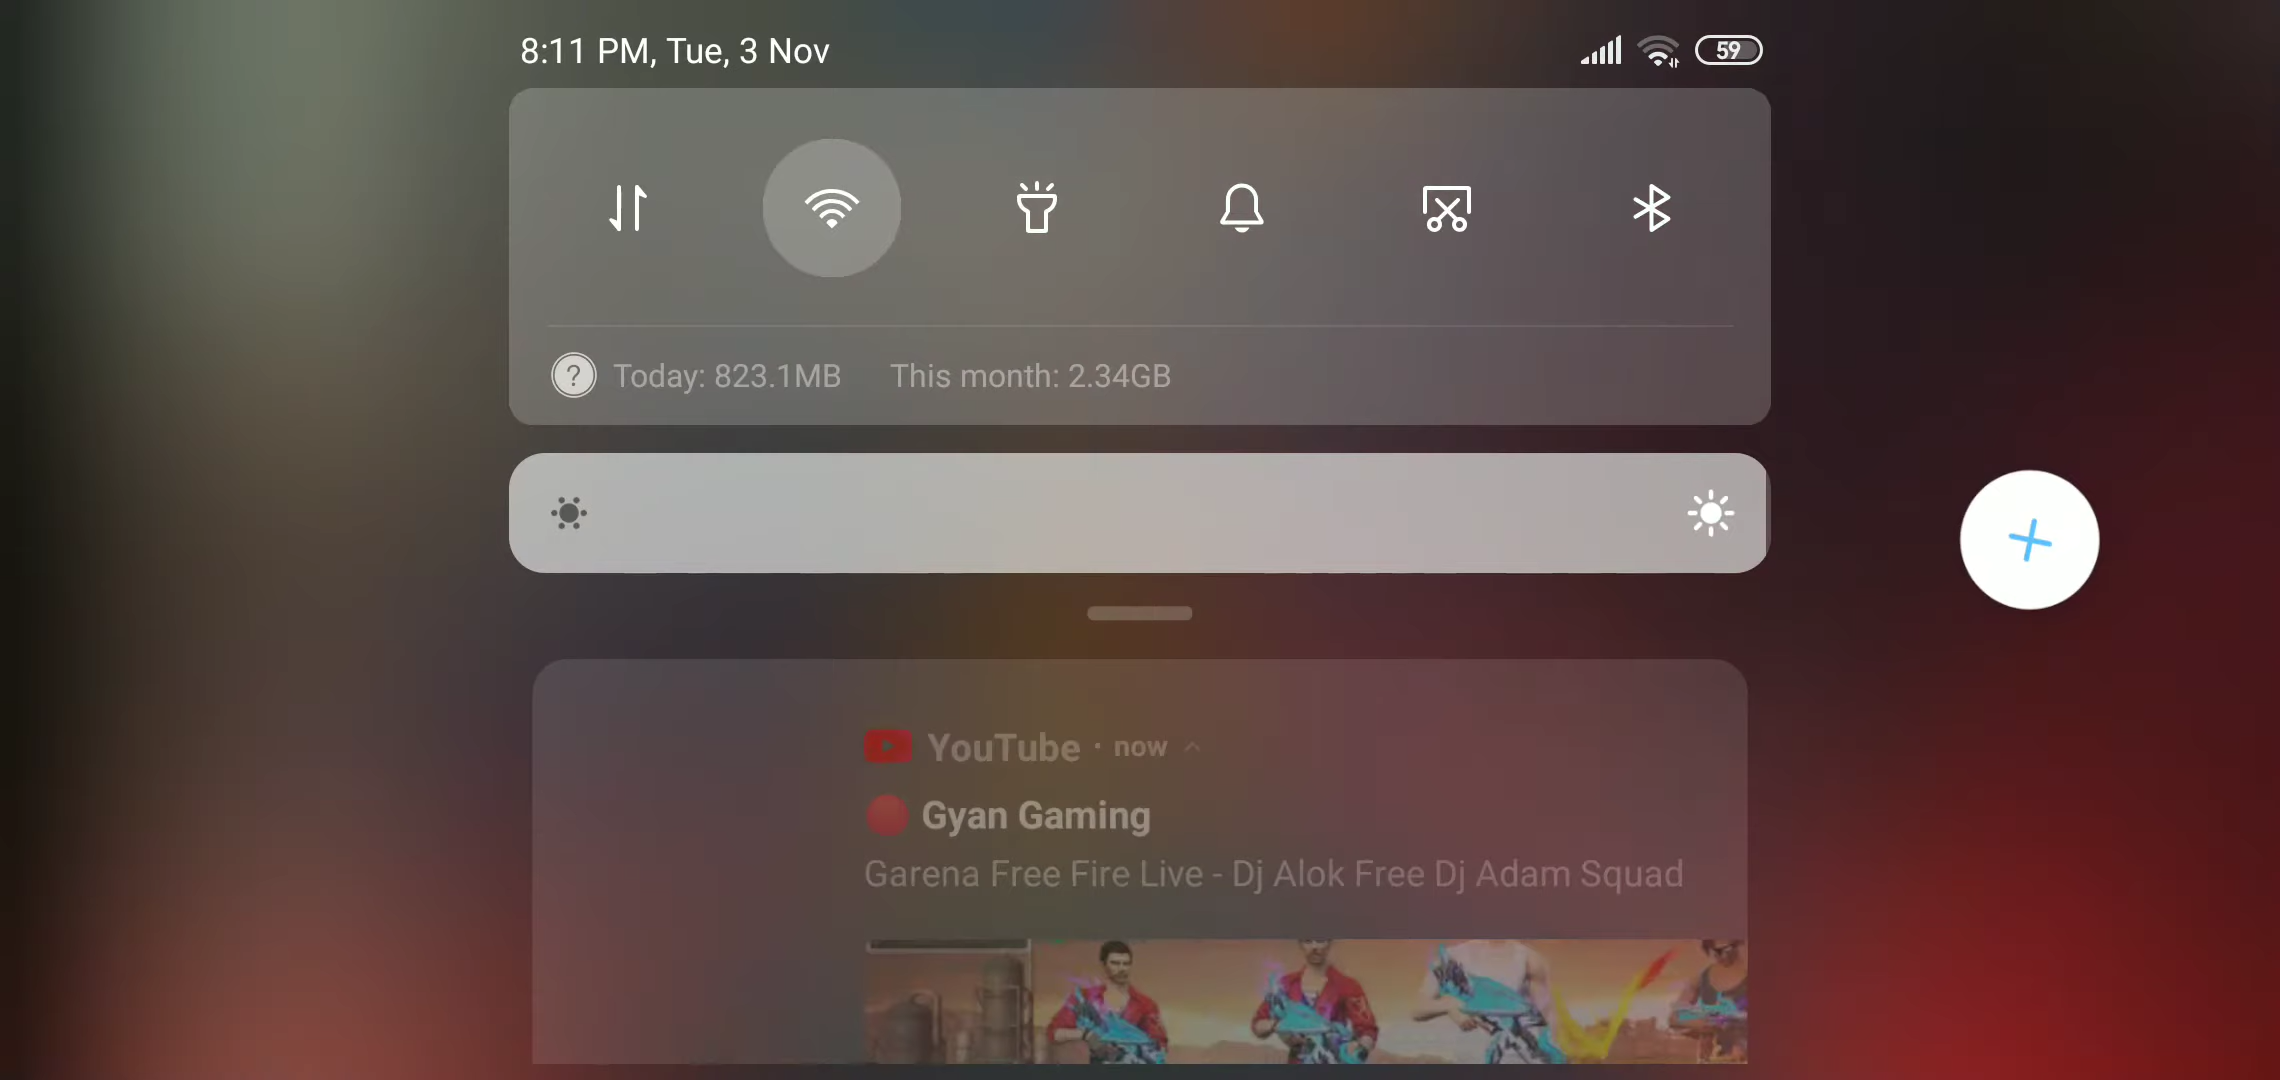 8:11 PM, Tue, 3 Nov
59
? Today: 823.1MB This month: 2.34GB
YouTube · now
Gyan Gaming
Garena Free Fire Live - Dj Alok Free Dj Adam Squad